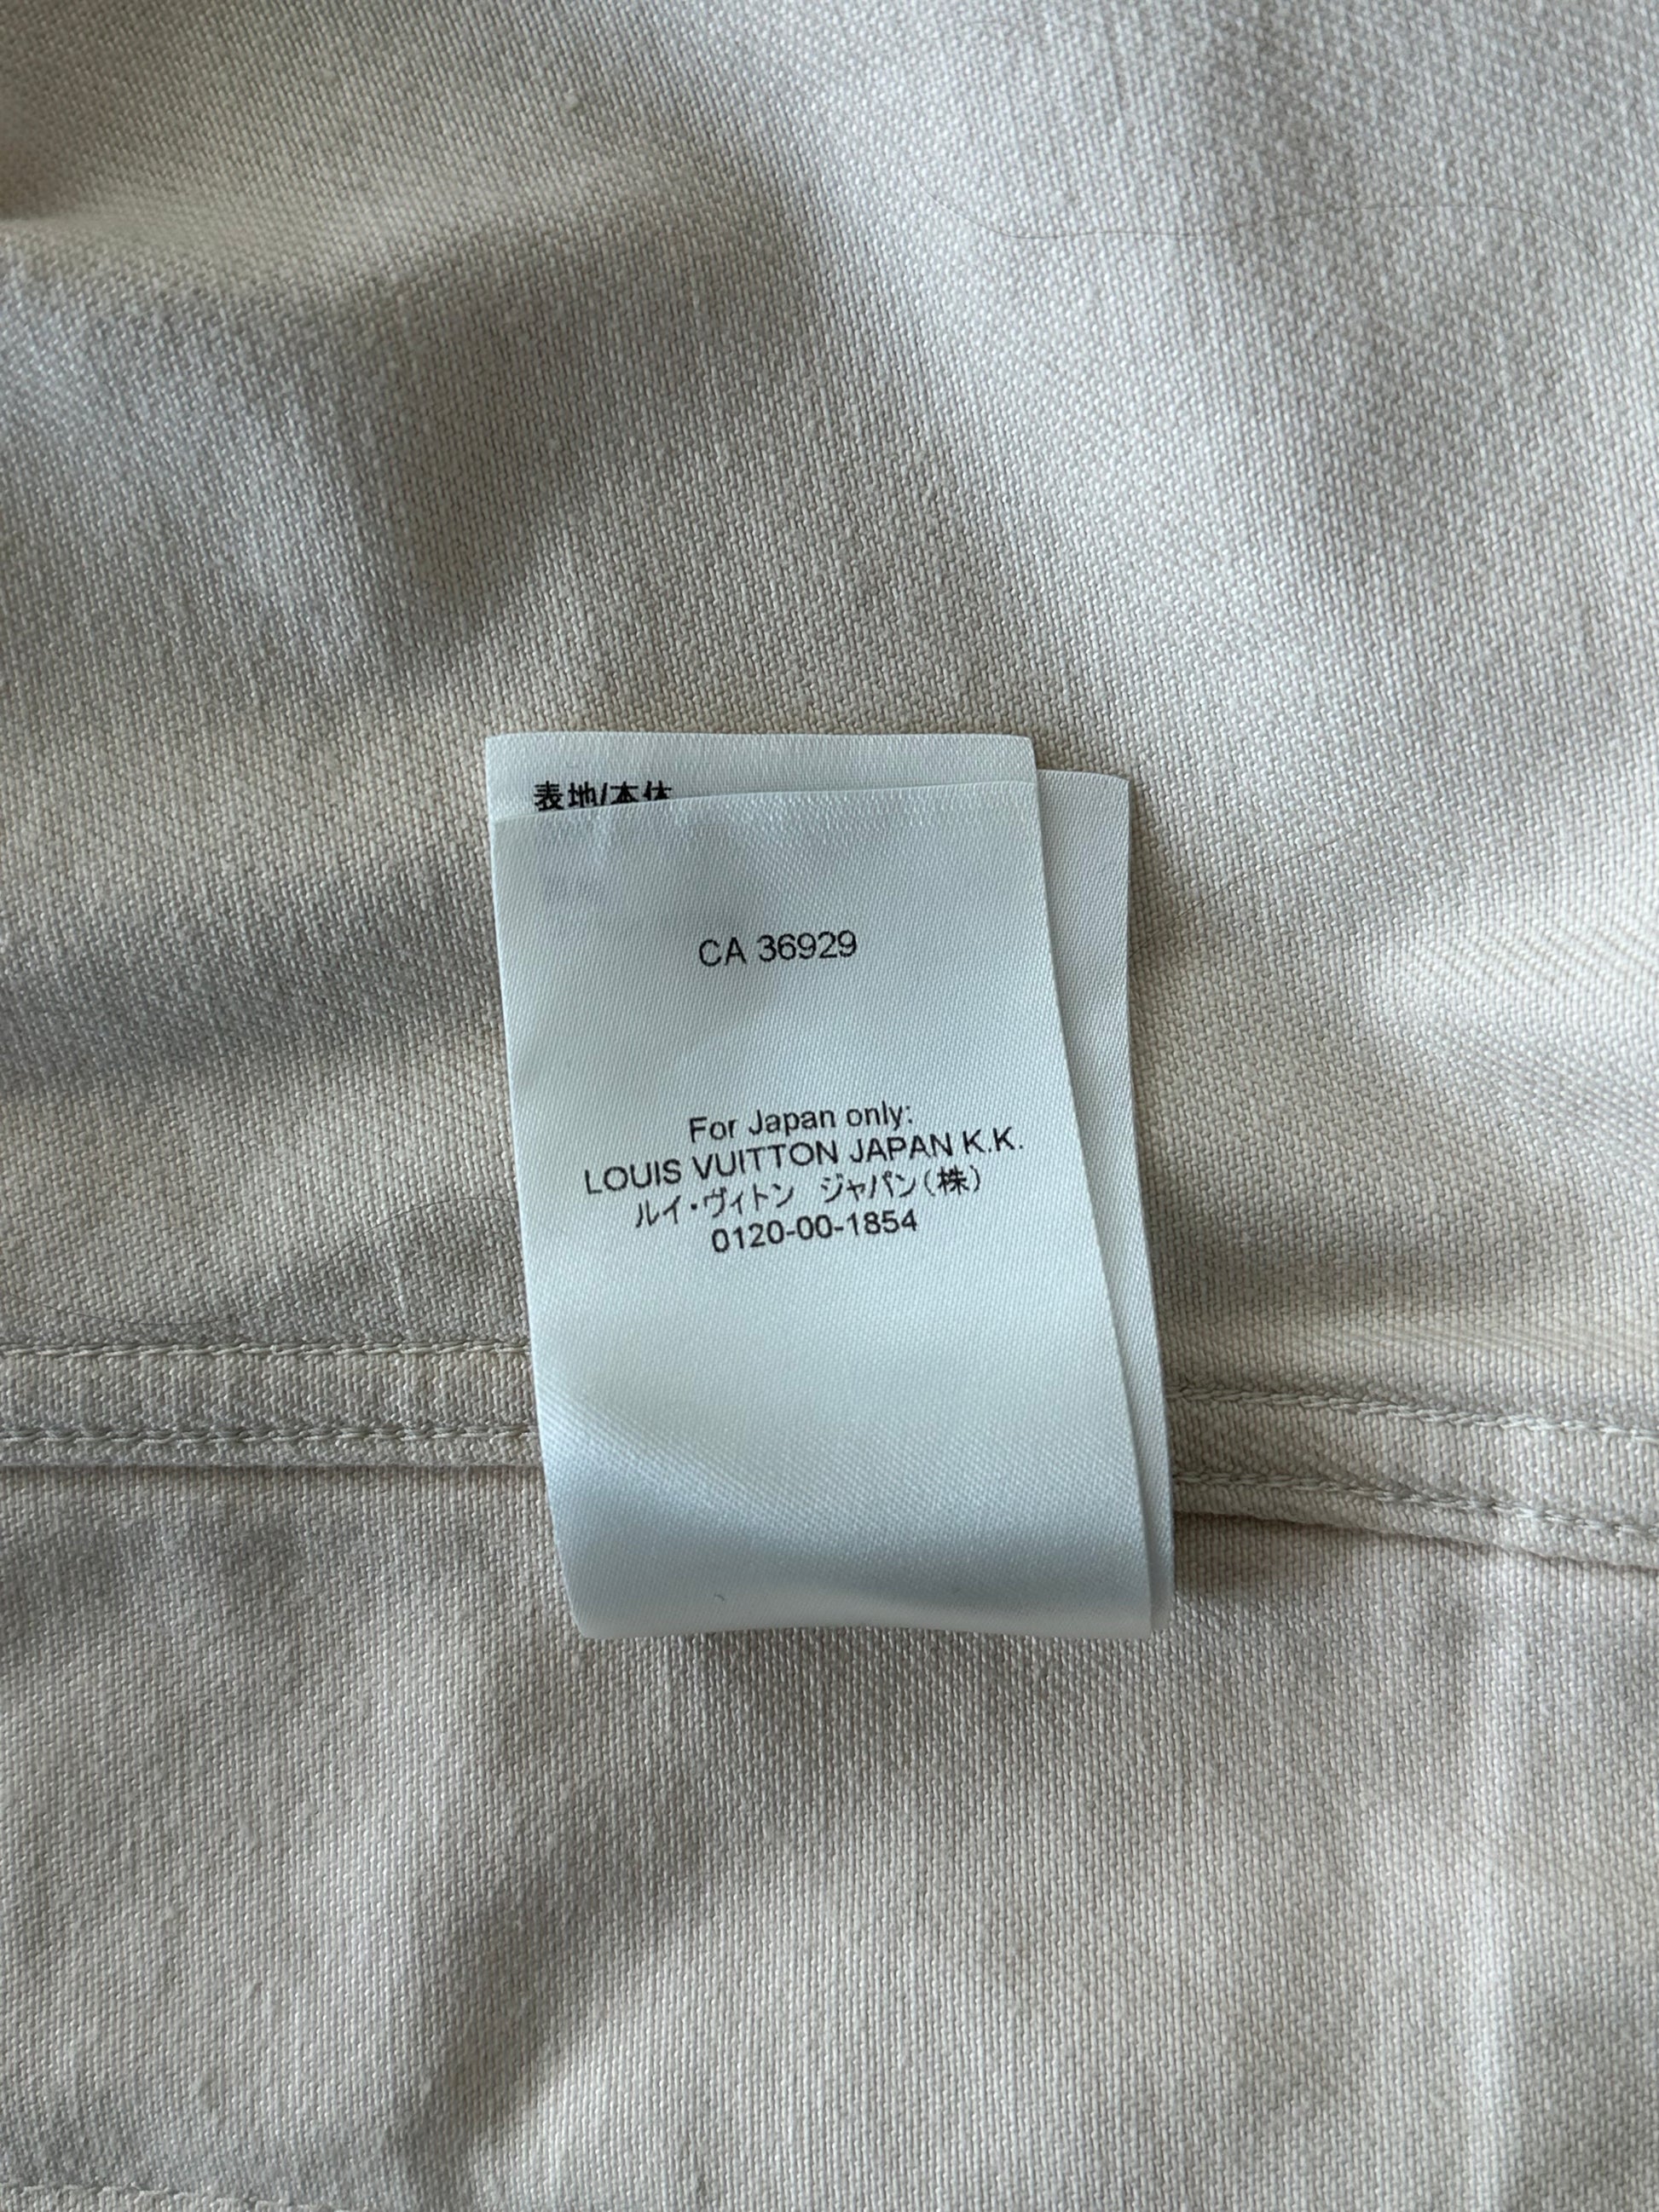 表地/本体
CA 36929
For Japan only:
LOUIS VUITTON JAPAN K.K.
ルイ・ヴィトン ジャパン(株)
0120-00-1854